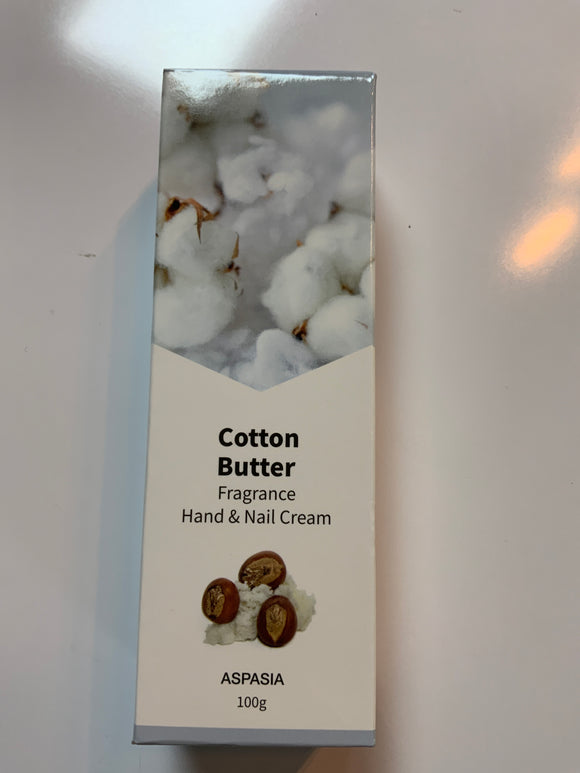 Cotton
Butter
Fragrance
Hand & Nail Cream
ASPASIA
100g